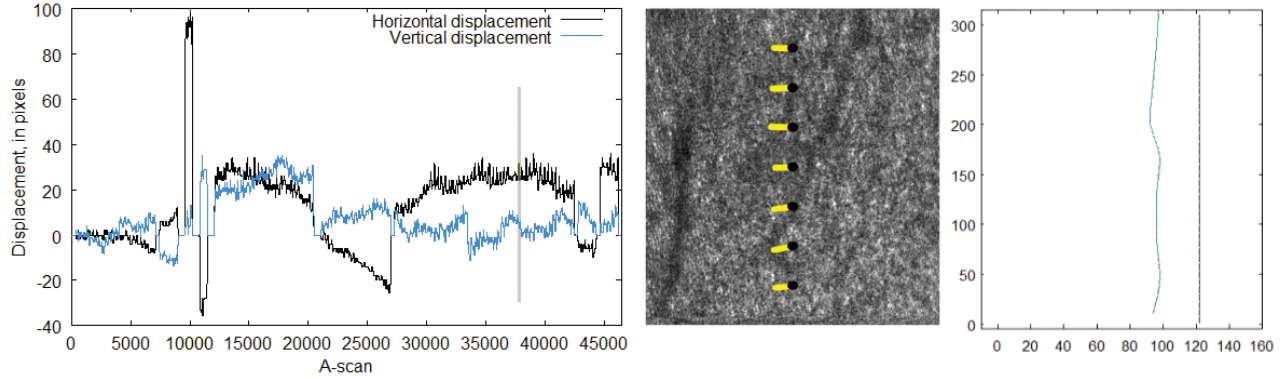 Horizontal displacement
Vertical displacement
Displacement, in pixels
100
80
60
40
20
0
-20
-40
0 5000 10000 15000 20000 25000 30000 35000 40000 45000
A-scan
300
250
200
150
100
50
0
0 20 40 60 80 100 120 140 160